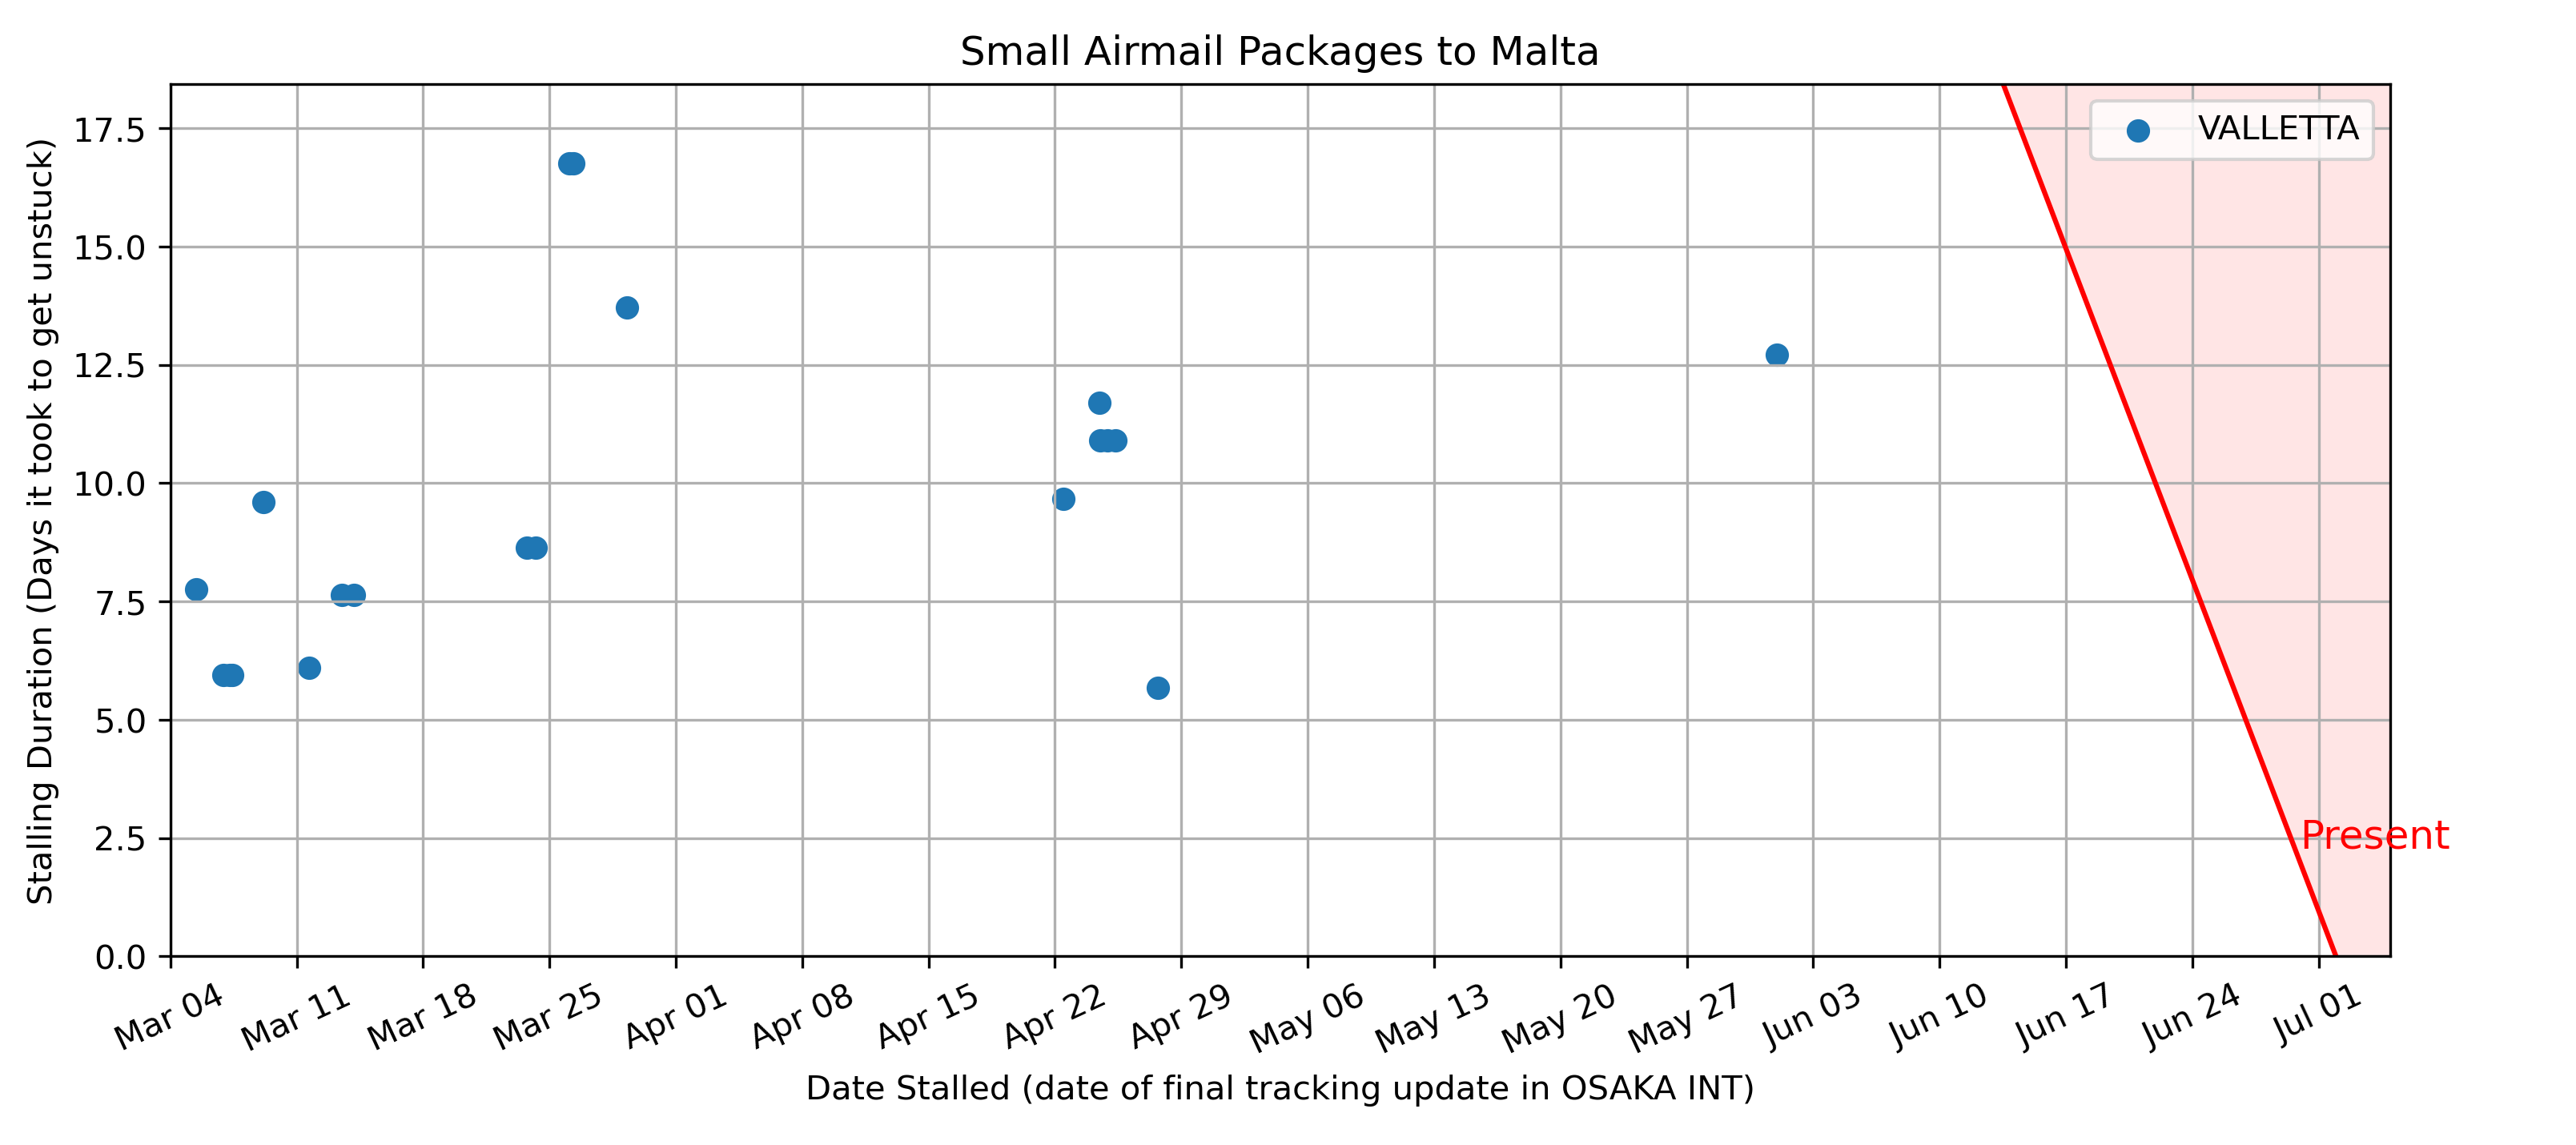 Small Airmail Packages to Malta
Stalling Duration (Days it took to get unstuck)
17.5
15.0
12.5
10.0
7.5
5.0
2.5
0.0
VALLETTA
Present
Mar 04
Mar 11
Mar 18
Mar 25
Apr 01
Apr 08
Apr 15
Apr 22
Apr 29
May 06
May 13
May 20
May 27
Jun 03
Jun 10
Jun 17
Jun 24
Jul 01
Date Stalled (date of final tracking update in OSAKA INT)